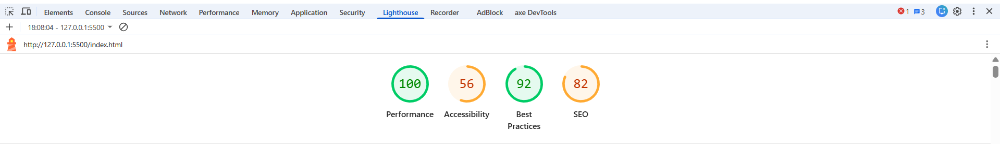 Elements Console Sources Network Performance Memory Application Security Lighthouse Recorder AdBlock axe DevTools 1 3
18:08:04 - 127.0.0.1:5500
http://127.0.0.1:5500/index.html
100 56 92 82
Performance Accessibility Best SEO
Practices